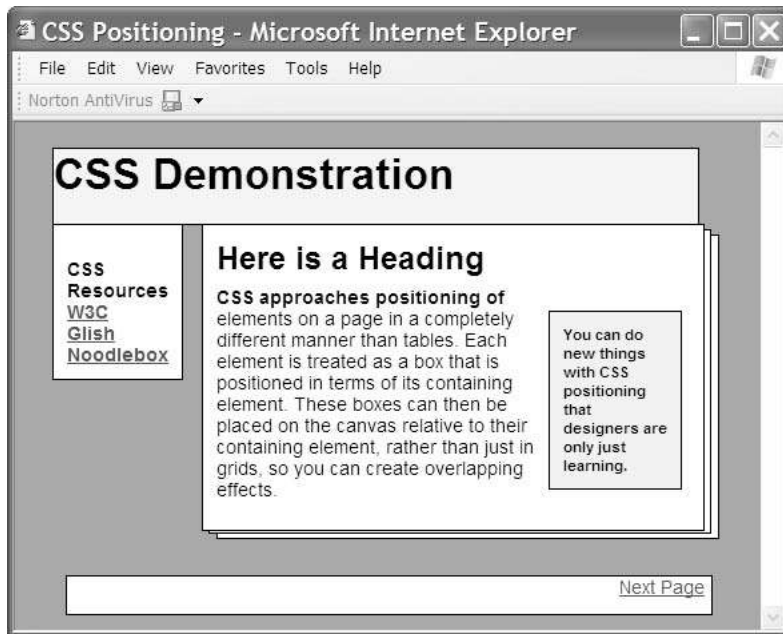 CSS Positioning - Microsoft Internet Explorer
File Edit View Favorites Tools Help
Norton AntiVirus
CSS Demonstration
CSS
Resources
W3C
Glish
Noodlebox
Here is a Heading
CSS approaches positioning of
elements on a page in a completely
different manner than tables. Each
element is treated as a box that is
positioned in terms of its containing
element. These boxes can then be
placed on the canvas relative to their
containing element, rather than just in
grids, so you can create overlapping
effects.
You can do
new things
with CSS
positioning
that
designers are
only just
learning.
Next Page